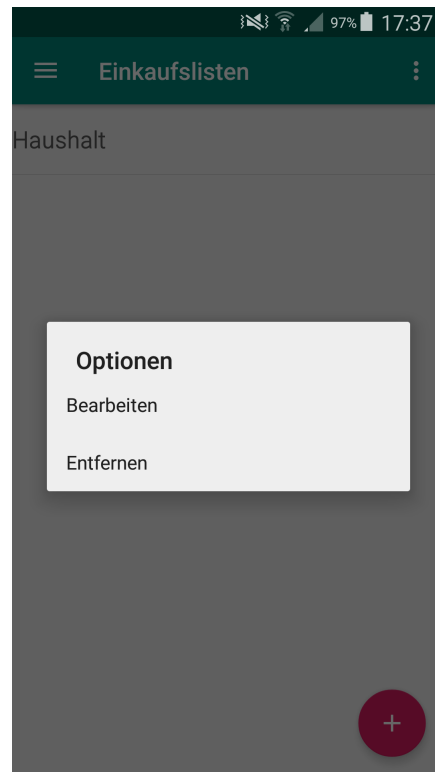 97% 17:37
Einkaufslisten
Haushalt
Optionen
Bearbeiten
Entfernen
+